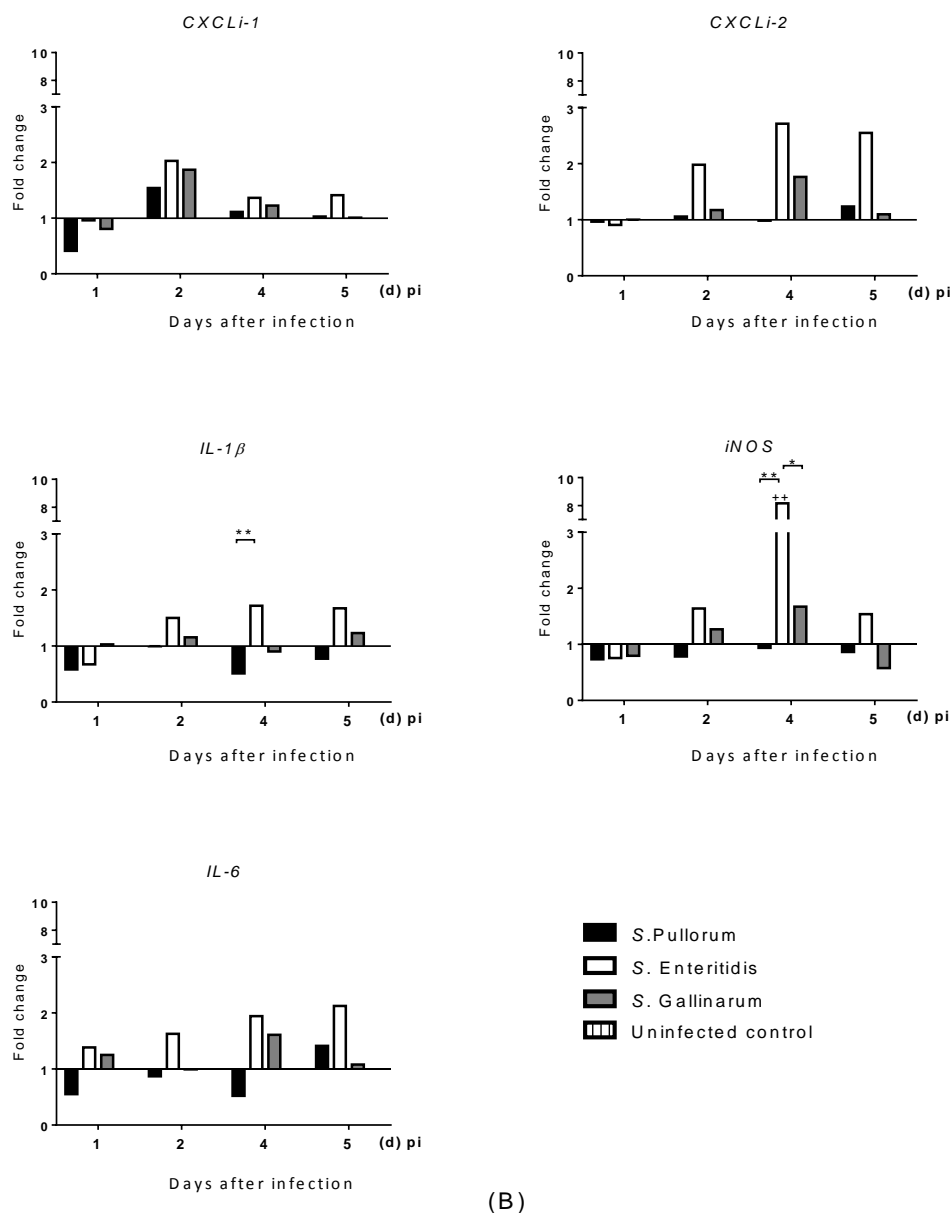 CXCLi-1
10
8
3
2
1
0
Fold change
1 2 4 5 (d) pi
Days after infection
CXCLi-2
10
8
3
2
1
0
Fold change
1 2 4 5 (d) pi
Days after infection
IL-1β
10
8
3
2
1
0
Fold change
**
1 2 4 5 (d) pi
Days after infection
iNOS
10
8
3
2
1
0
Fold change
*
**
++
1 2 4 5 (d) pi
Days after infection
IL-6
10
8
3
2
1
0
Fold change
1 2 4 5 (d) pi
Days after infection
S.Pullorum
S. Enteritidis
S. Gallinarum
Uninfected control
(B)